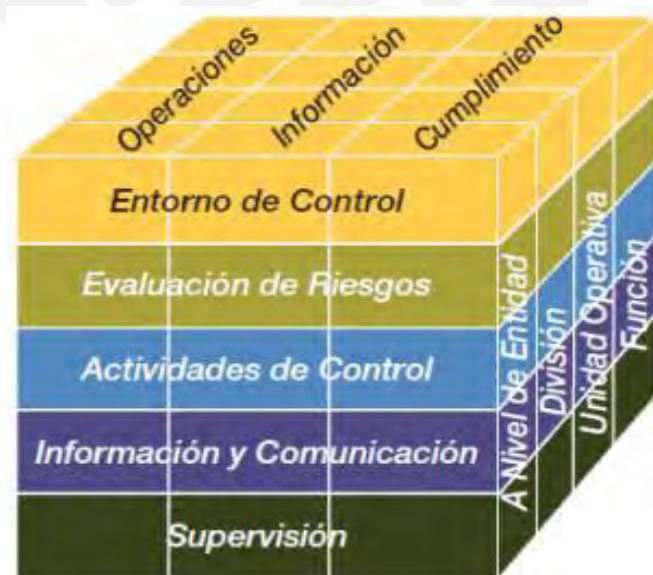 Operaciones
Información
Cumplimiento
Entorno de Control
Evaluación de Riesgos
Actividades de Control
Información y Comunicación
Supervisión
A Nivel de Entidad
División
Unidad Operativa
Función